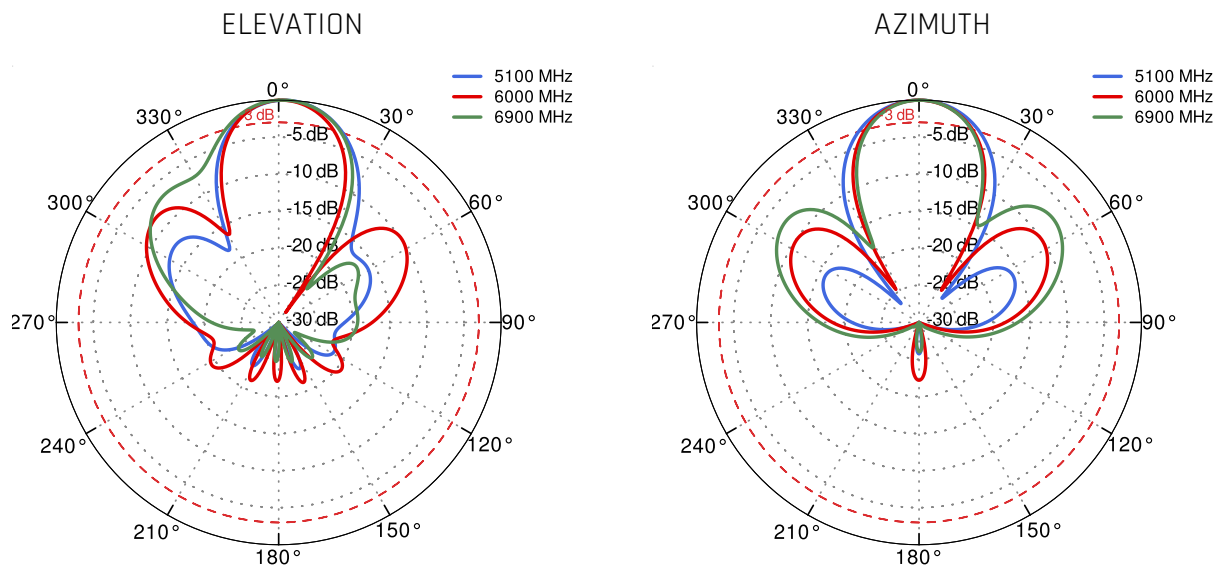 ELEVATION
5100 MHz
6000 MHz
6900 MHz
0°
330°
30°
3 dB
-5 dB
-10 dB
300°
60°
-15 dB
-20 dB
-25 dB
-30 dB
270°
90°
240°
120°
210°
150°
180°
AZIMUTH
5100 MHz
6000 MHz
6900 MHz
0°
330°
30°
3 dB
-5 dB
-10 dB
300°
60°
-15 dB
-20 dB
-25 dB
-30 dB
270°
90°
240°
120°
210°
150°
180°